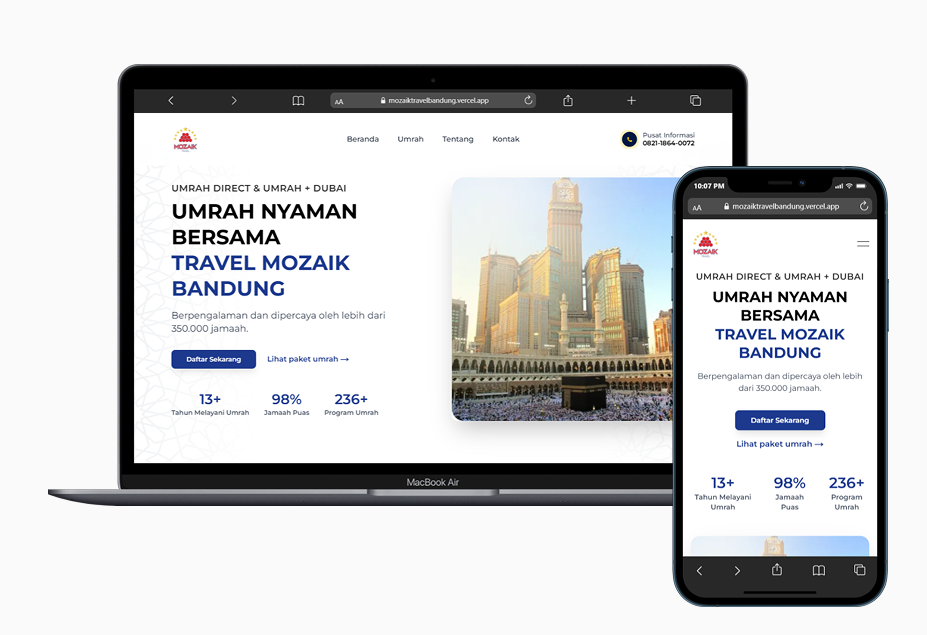 AA mozaiktravelbandung.vercel.app
MOZAIK
Beranda Umrah Tentang Kontak
Pusat Informasi
0821-1864-0072
UMRAH DIRECT & UMRAH + DUBAI
UMRAH NYAMAN
BERSAMA
TRAVEL MOZAIK
BANDUNG
Berpengalaman dan dipercaya oleh lebih dari
350.000 jamaah.
Daftar Sekarang Lihat paket umrah →
13+ 98% 236+
Tahun Melayani Umrah Jamaah Puas Program Umrah
MacBook Air
10:07 PM
AA mozaiktravelbandung.vercel.app
MOZAIK
UMRAH DIRECT & UMRAH + DUBAI
UMRAH NYAMAN
BERSAMA
TRAVEL MOZAIK
BANDUNG
Berpengalaman dan dipercaya oleh lebih
dari 350.000 jamaah.
Daftar Sekarang
Lihat paket umrah →
13+ 98% 236+
Tahun Melayani Jamaah Program
Umrah Puas Umrah